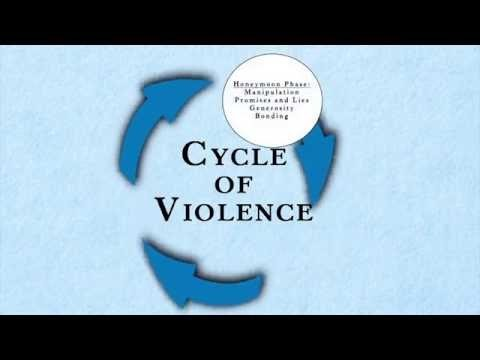 Honeymoon Phase:
Manipulation
Promises and Lies
Generosity
Bonding
CYCLE
OF
VIOLENCE